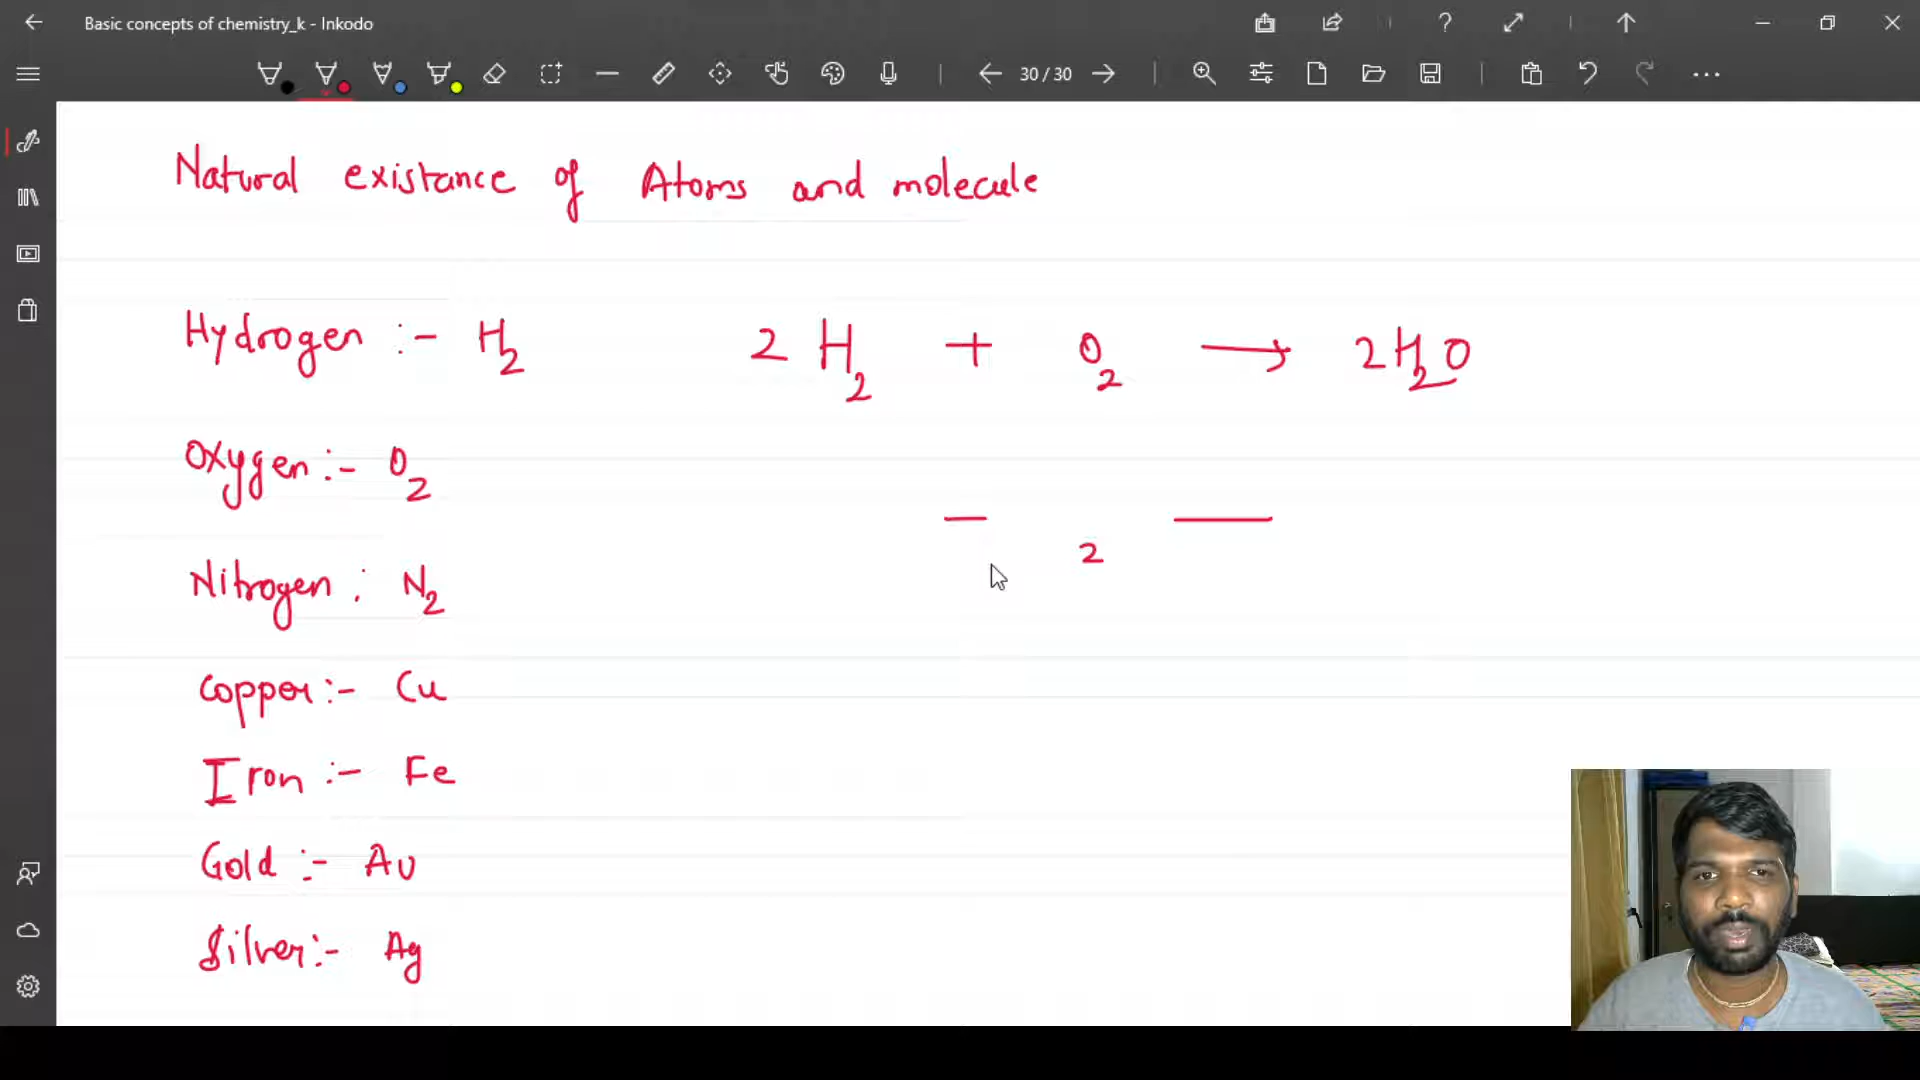 Basic concepts of chemistry_k - Inkodo
30 / 30
Natural existance of Atoms and molecule
Hydrogen :- H2
2 H2 + O2 → 2H2O
Oxygen :- O2
— 2 —
Nitrogen : N2
Copper :- Cu
Iron :- Fe
Gold :- Au
Silver :- Ag